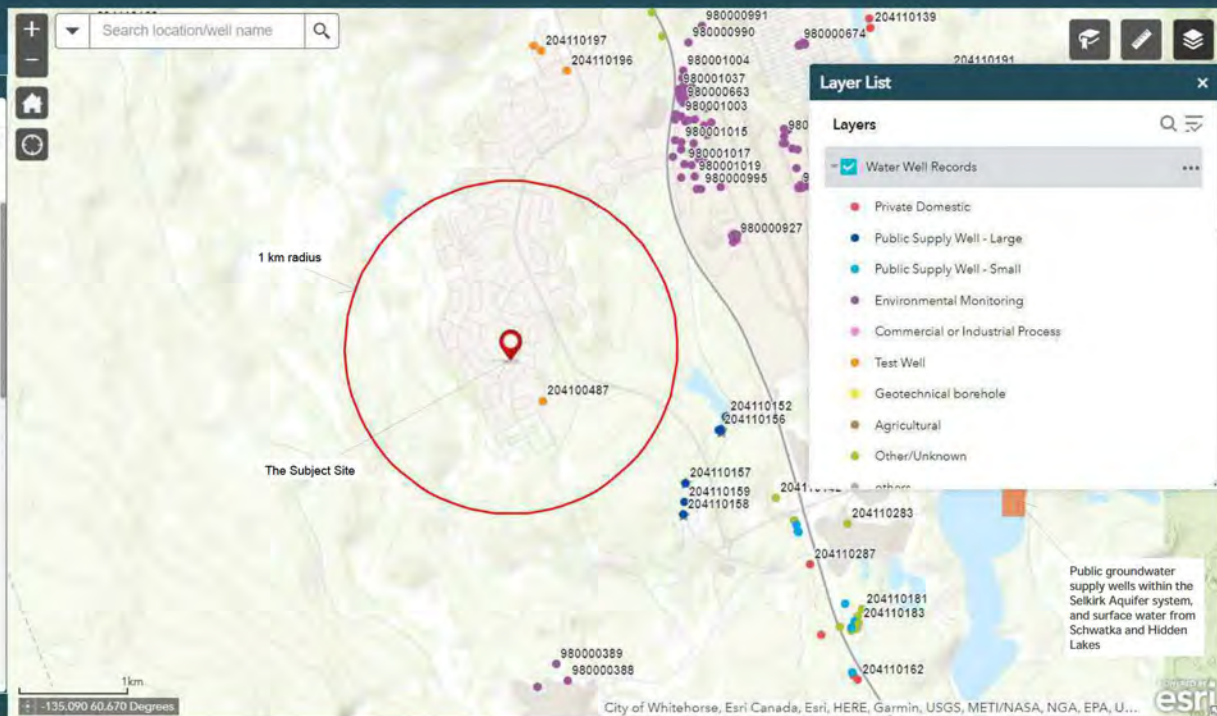 +
Search location/well name
−
980000991
980000990
980000674
204110139
204110197
204110196
204110191
980001004
980001037
980000663
980001003
980001015
980001017
980001019
980000995
980000927
1 km radius
204100487
204110152
204110156
The Subject Site
204110157
204110159
204110158
204110283
204110287
204110181
204110183
204110162
980000389
980000388
Layer List
×
Layers
Water Well Records
Private Domestic
Public Supply Well - Large
Public Supply Well - Small
Environmental Monitoring
Commercial or Industrial Process
Test Well
Geotechnical borehole
Agricultural
Other/Unknown
others
Public groundwater
supply wells within the
Selkirk Aquifer system,
and surface water from
Schwatka and Hidden
Lakes
1km
-135.090 60.670 Degrees
City of Whitehorse, Esri Canada, Esri, HERE, Garmin, USGS, METI/NASA, NGA, EPA, U...
POWERED BY
esri